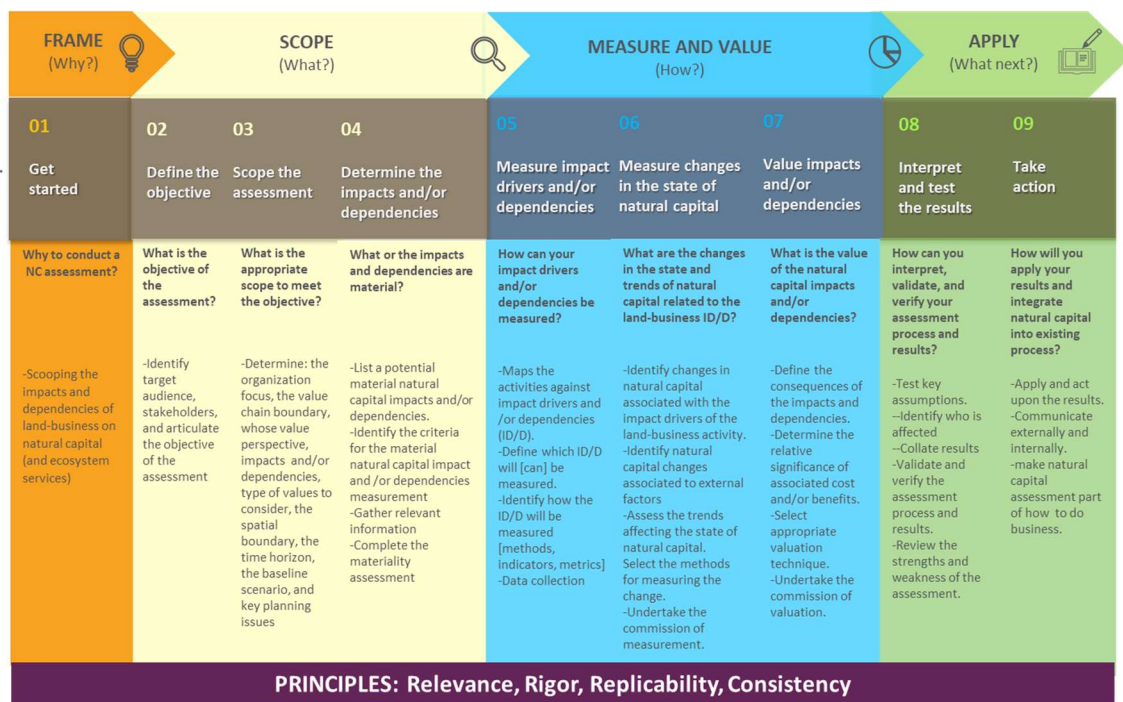 FRAME
(Why?)
SCOPE
(What?)
MEASURE AND VALUE
(How?)
APPLY
(What next?)
01
Get
started
02
Define the
objective
03
Scope the
assessment
04
Determine the
impacts and/or
dependencies
05
Measure impact
drivers and/or
dependencies
06
Measure changes
in the state of
natural capital
07
Value impacts
and/or
dependencies
08
Interpret
and test
the results
09
Take
action
Why to conduct a
NC assessment?
What is the
objective of
the
assessment?
What is the
appropriate
scope to meet
the objective?
What or the impacts
and dependencies are
material?
How can your
impact drivers
and/or
dependencies be
measured?
What are the changes
in the state and
trends of natural
capital related to the
land-business ID/D?
What is the value
of the natural
capital impacts
and/or
dependencies?
How can you
interpret,
validate, and
verify your
assessment
process and
results?
How will you
apply your
results and
integrate
natural capital
into existing
process?
-Scooping the
impacts and
dependencies of
land-business on
natural capital
(and ecosystem
services)
-Identify
target
audience,
stakeholders,
and articulate
the objective
of the
assessment
-Determine: the
organization
focus, the value
chain boundary,
whose value
perspective,
impacts and/or
dependencies,
type of values to
consider, the
spatial
boundary, the
time horizon,
the baseline
scenario, and
key planning
issues
-List a potential
material natural
capital impacts and/or
dependencies.
-Identify the criteria
for the material
natural capital impact
and /or dependencies
measurement
-Gather relevant
information
-Complete the
materiality
assessment
-Maps the
activities against
impact drivers and
/or dependencies
(ID/D).
-Define which ID/D
will [can] be
measured.
-Identify how the
ID/D will be
measured
[methods,
indicators, metrics]
-Data collection
-Identify changes in
natural capital
associated with the
impact drivers of the
land-business activity.
-Identify natural
capital changes
associated to external
factors
-Assess the trends
affecting the state of
natural capital.
Select the methods
for measuring the
change.
-Undertake the
commission of
measurement.
-Define the
consequences of
the impacts and
dependencies.
-Determine the
relative
significance of
associated cost
and/or benefits.
-Select
appropriate
valuation
technique.
-Undertake the
commission of
valuation.
-Test key
assumptions.
--Identify who is
affected
--Collate results
-Validate and
verify the
assessment
process and
results.
-Review the
strengths and
weakness of the
assessment.
-Apply and act
upon the results.
-Communicate
externally and
internally.
-make natural
capital
assessment part
of how to do
business.
PRINCIPLES: Relevance, Rigor, Replicability, Consistency